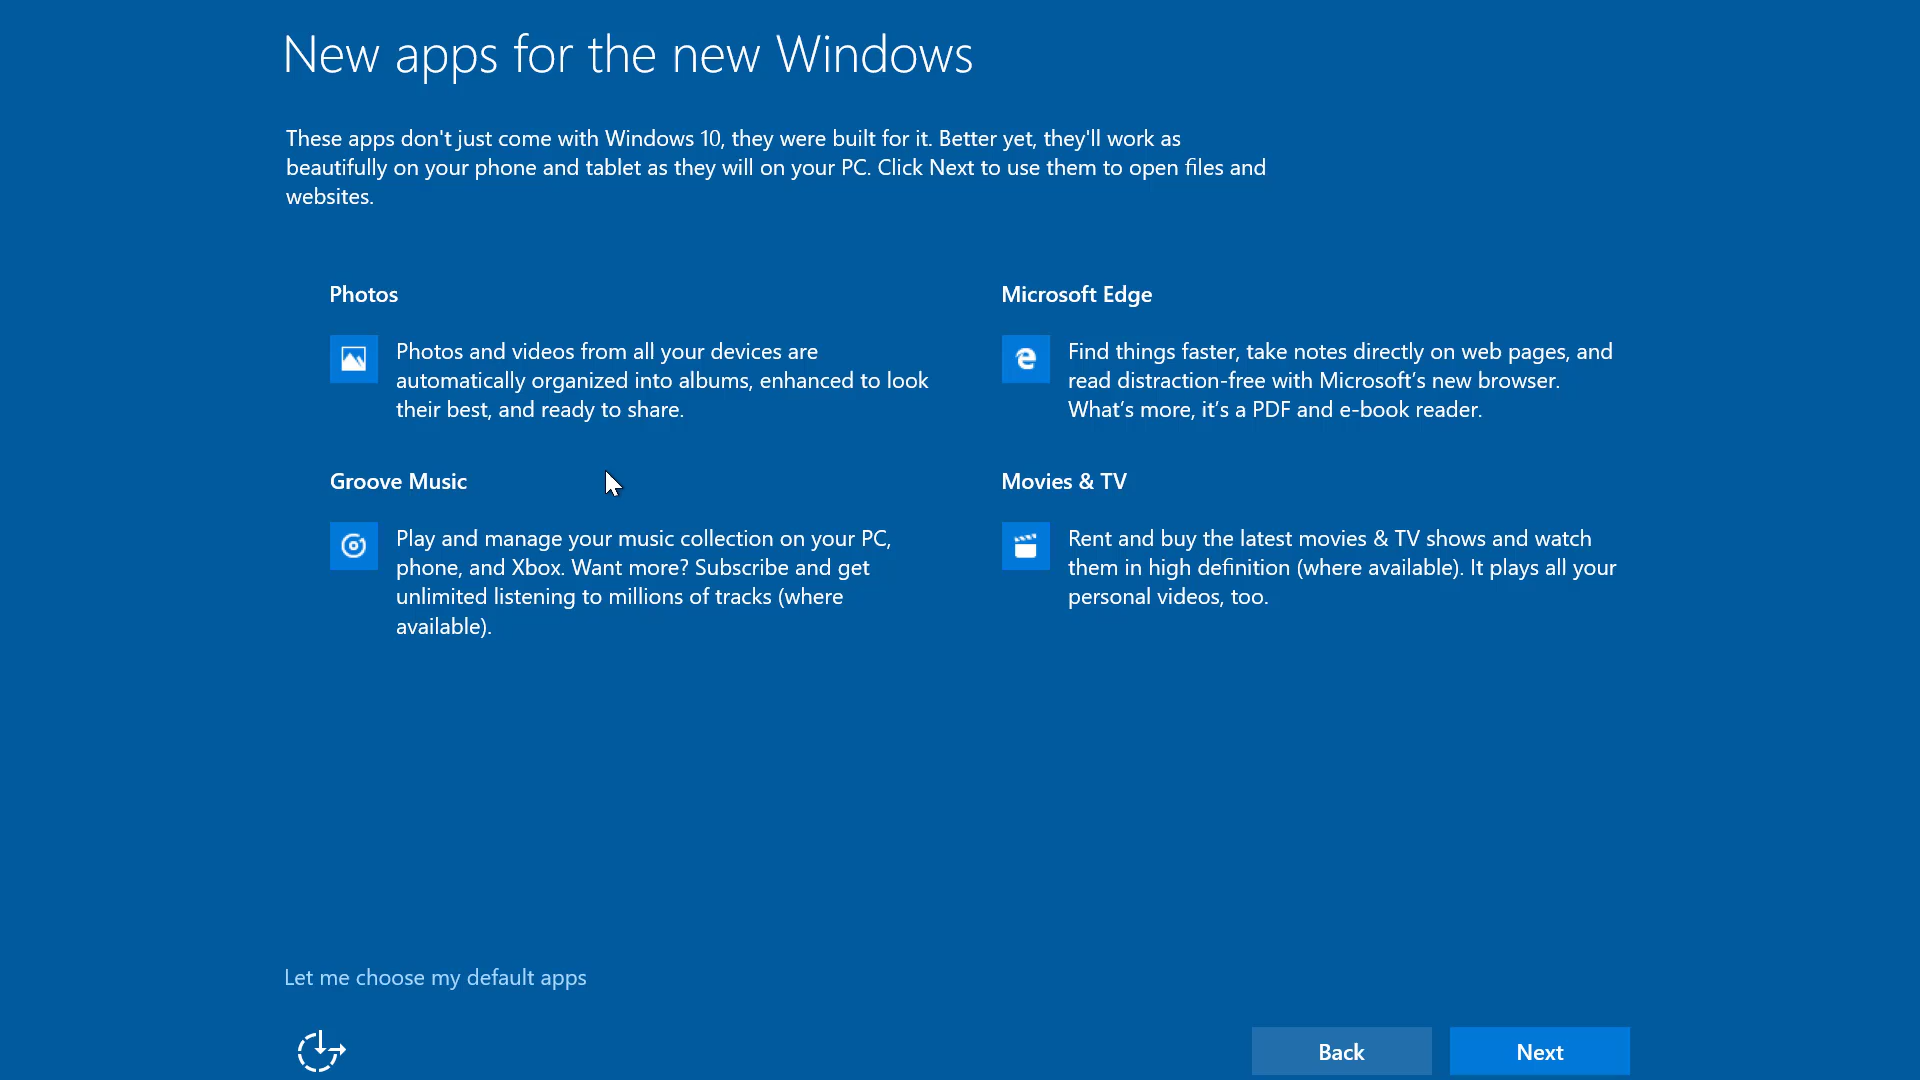 New apps for the new Windows
These apps don't just come with Windows 10, they were built for it. Better yet, they'll work as
beautifully on your phone and tablet as they will on your PC. Click Next to use them to open files and
websites.
Photos
Photos and videos from all your devices are
automatically organized into albums, enhanced to look
their best, and ready to share.
Microsoft Edge
Find things faster, take notes directly on web pages, and
read distraction-free with Microsoft’s new browser.
What’s more, it’s a PDF and e-book reader.
Groove Music
Play and manage your music collection on your PC,
phone, and Xbox. Want more? Subscribe and get
unlimited listening to millions of tracks (where
available).
Movies & TV
Rent and buy the latest movies & TV shows and watch
them in high definition (where available). It plays all your
personal videos, too.
Let me choose my default apps
Back
Next